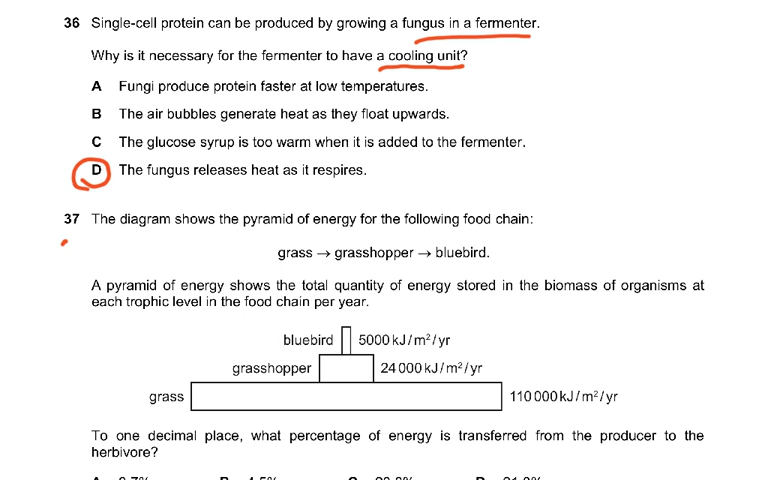 36 Single-cell protein can be produced by growing a fungus in a fermenter.
Why is it necessary for the fermenter to have a cooling unit?
A Fungi produce protein faster at low temperatures.
B The air bubbles generate heat as they float upwards.
C The glucose syrup is too warm when it is added to the fermenter.
D The fungus releases heat as it respires.
37 The diagram shows the pyramid of energy for the following food chain:
grass → grasshopper → bluebird.
A pyramid of energy shows the total quantity of energy stored in the biomass of organisms at
each trophic level in the food chain per year.
bluebird 5000 kJ/m²/yr
grasshopper 24 000 kJ/m²/yr
grass 110 000 kJ/m²/yr
To one decimal place, what percentage of energy is transferred from the producer to the
herbivore?